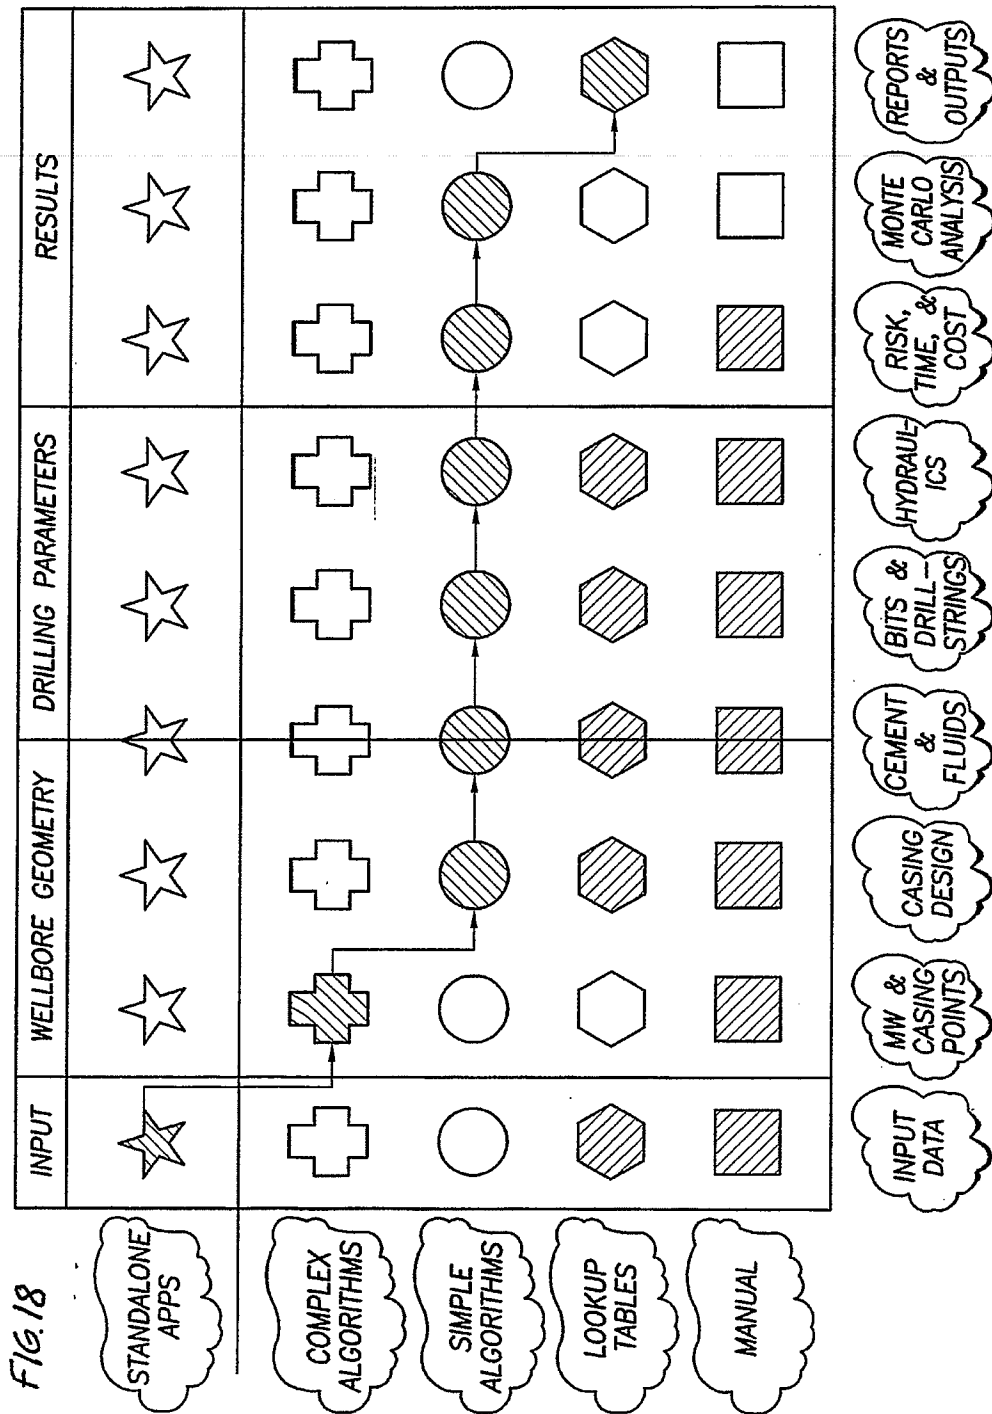 FIG.18
INPUT
WELLBORE GEOMETRY
DRILLING PARAMETERS
RESULTS
STANDALONE
APPS
COMPLEX
ALGORITHMS
SIMPLE
ALGORITHMS
LOOKUP
TABLES
MANUAL
INPUT
DATA
MW &
CASING
POINTS
CASING
DESIGN
CEMENT
&
FLUIDS
BITS &
DRILL-
STRINGS
HYDRAUL-
ICS
RISK,
TIME, &
COST
MONTE
CARLO
ANALYSIS
REPORTS
&
OUTPUTS